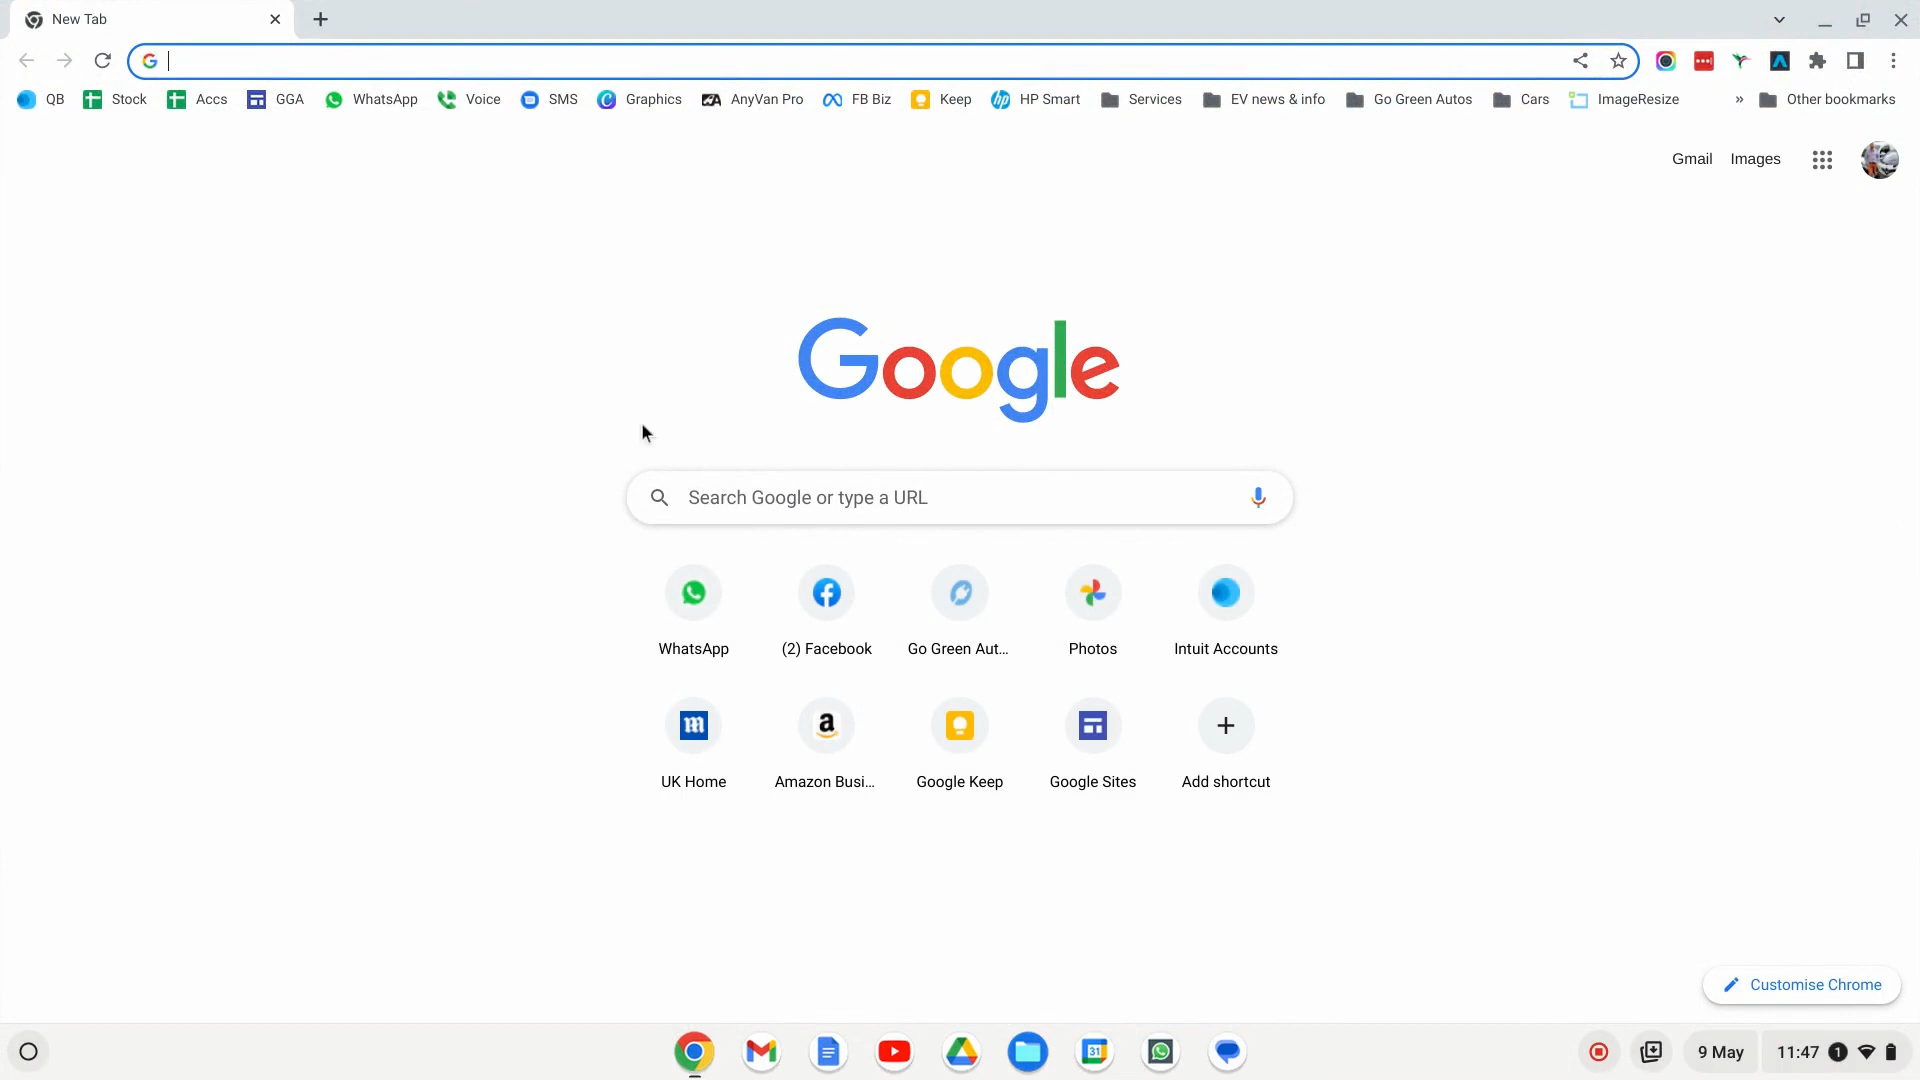 New Tab
QB Stock Accs GGA WhatsApp Voice SMS Graphics AnyVan Pro FB Biz Keep HP Smart Services EV news & info Go Green Autos Cars ImageResize » Other bookmarks
Gmail Images
Google
Search Google or type a URL
WhatsApp (2) Facebook Go Green Aut... Photos Intuit Accounts
UK Home Amazon Busi... Google Keep Google Sites Add shortcut
Customise Chrome
31 9 May 11:47 1